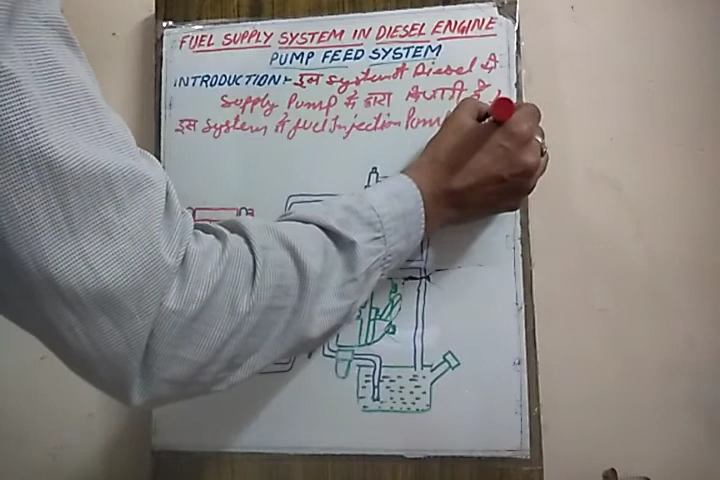 FUEL SUPPLY SYSTEM IN DIESEL ENGINE
PUMP FEED SYSTEM
INTRODUCTION:- इस system में Diesel की
Supply Pump के द्वारा की जाती है।
इस System में fuel Injection Pump